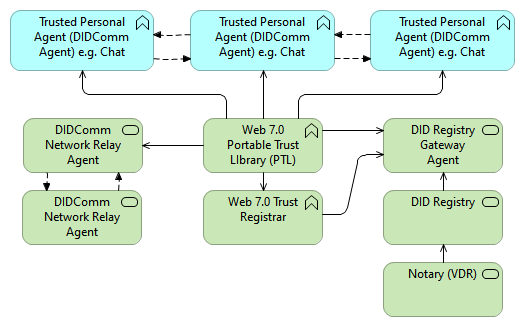 Trusted Personal
Agent (DIDComm
Agent) e.g. Chat
Trusted Personal
Agent (DIDComm
Agent) e.g. Chat
Trusted Personal
Agent (DIDComm
Agent) e.g. Chat
DIDComm
Network Relay
Agent
Web 7.0
Portable Trust
LIbrary (PTL)
DID Registry
Gateway
Agent
DIDComm
Network Relay
Agent
Web 7.0 Trust
Registrar
DID Registry
Notary (VDR)